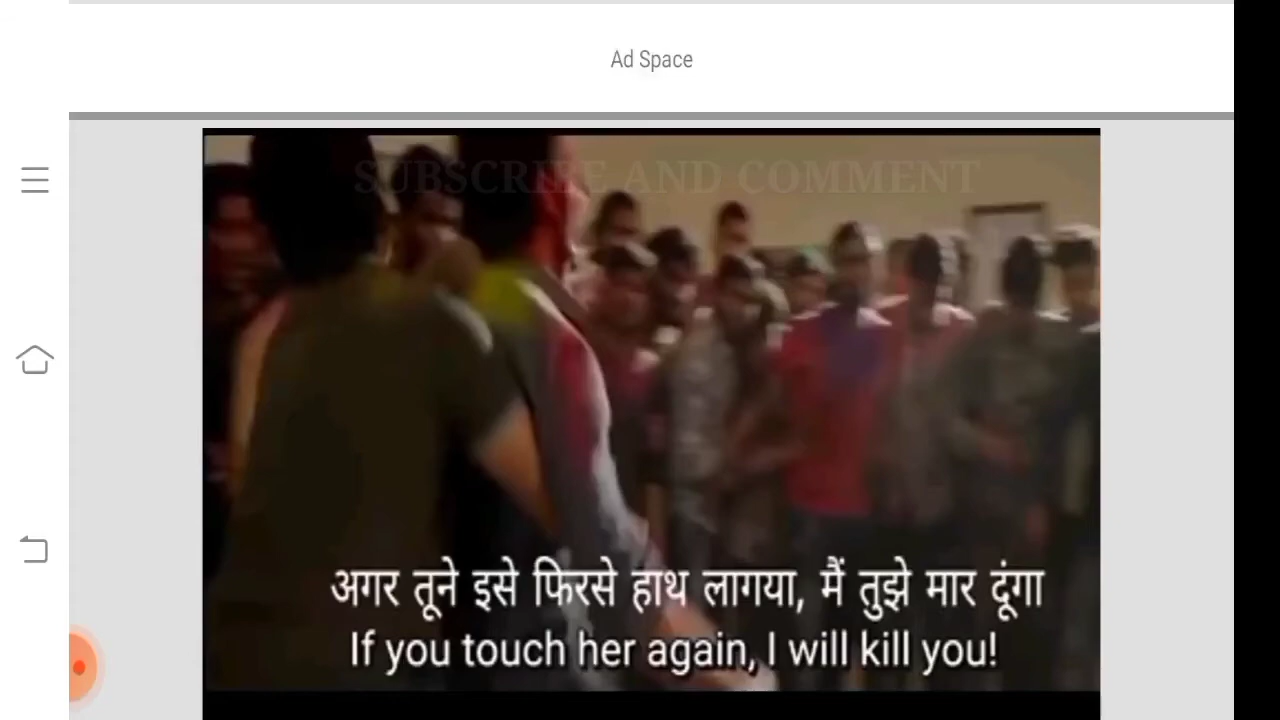 Ad Space
SUBSCRIBE AND COMMENT
अगर तूने इसे फिरसे हाथ लागया, मैं तुझे मार दूंगा
If you touch her again, I will kill you!